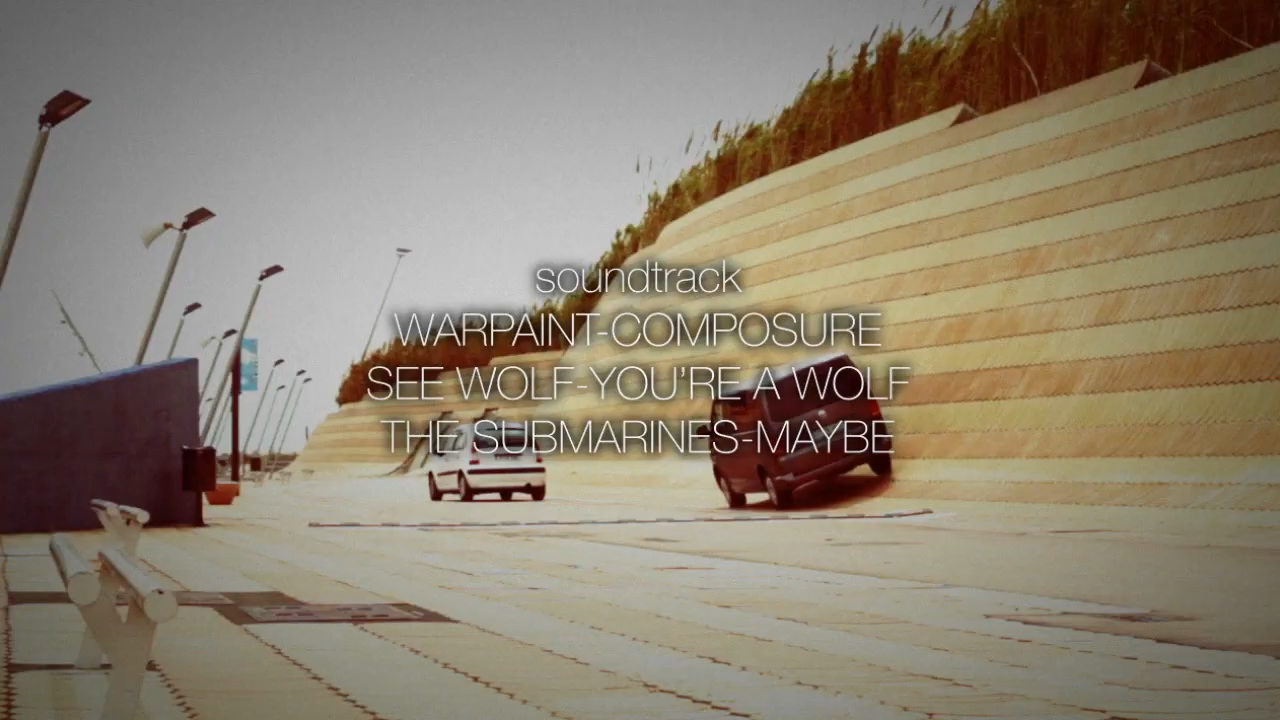 soundtrack
WARPAINT-COMPOSURE
SEE WOLF-YOU'RE A WOLF
THE SUBMARINES-MAYBE